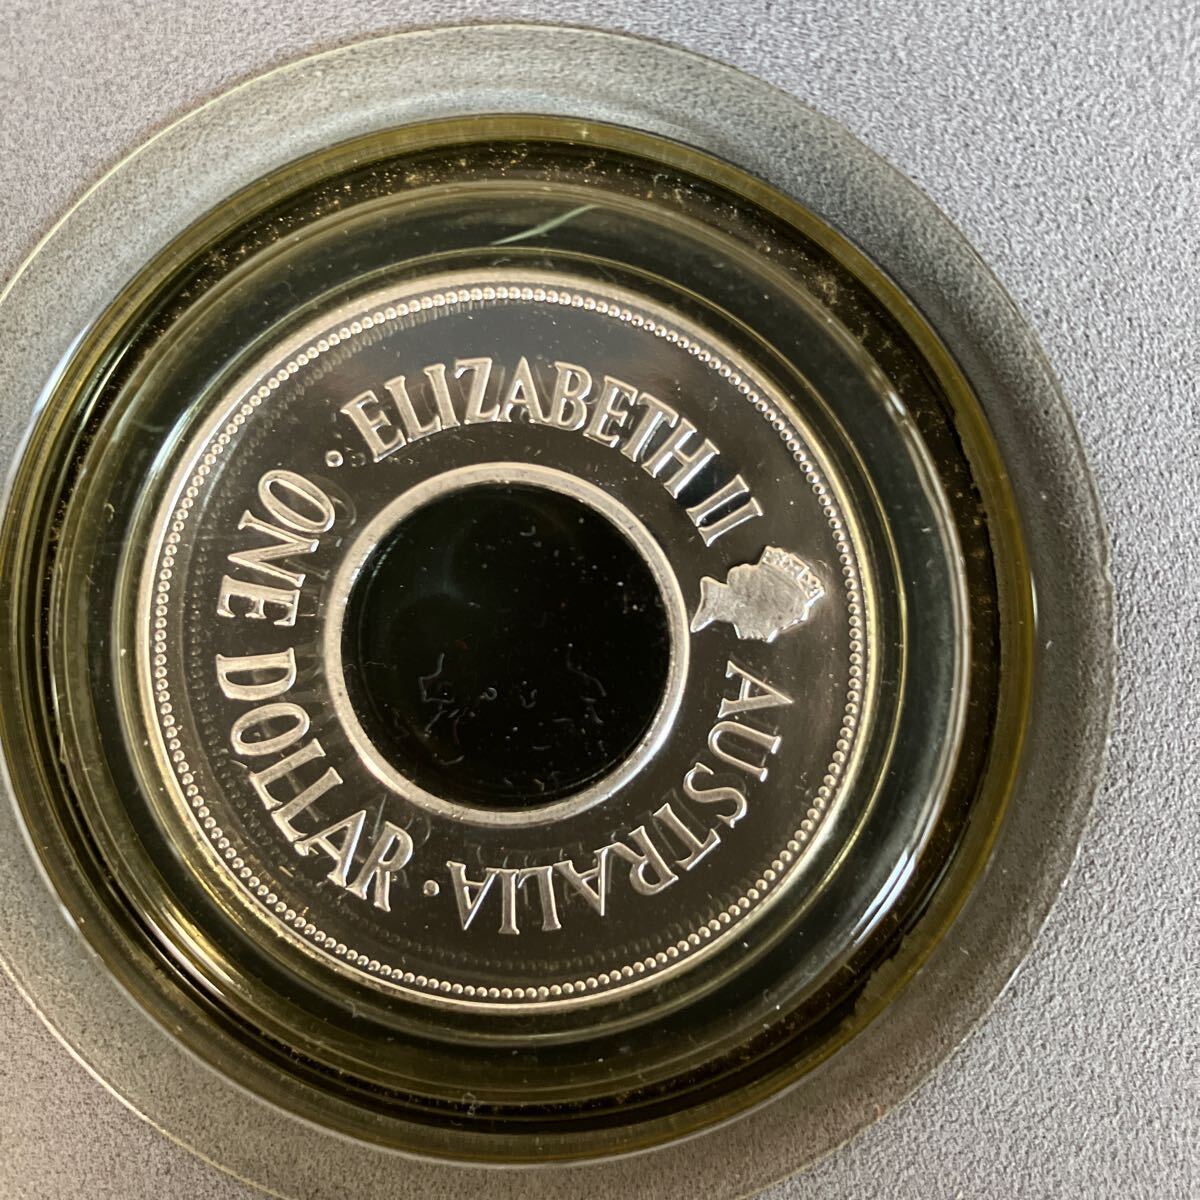 ELIZABETH II
AUSTRALIA
· ONE DOLLAR ·